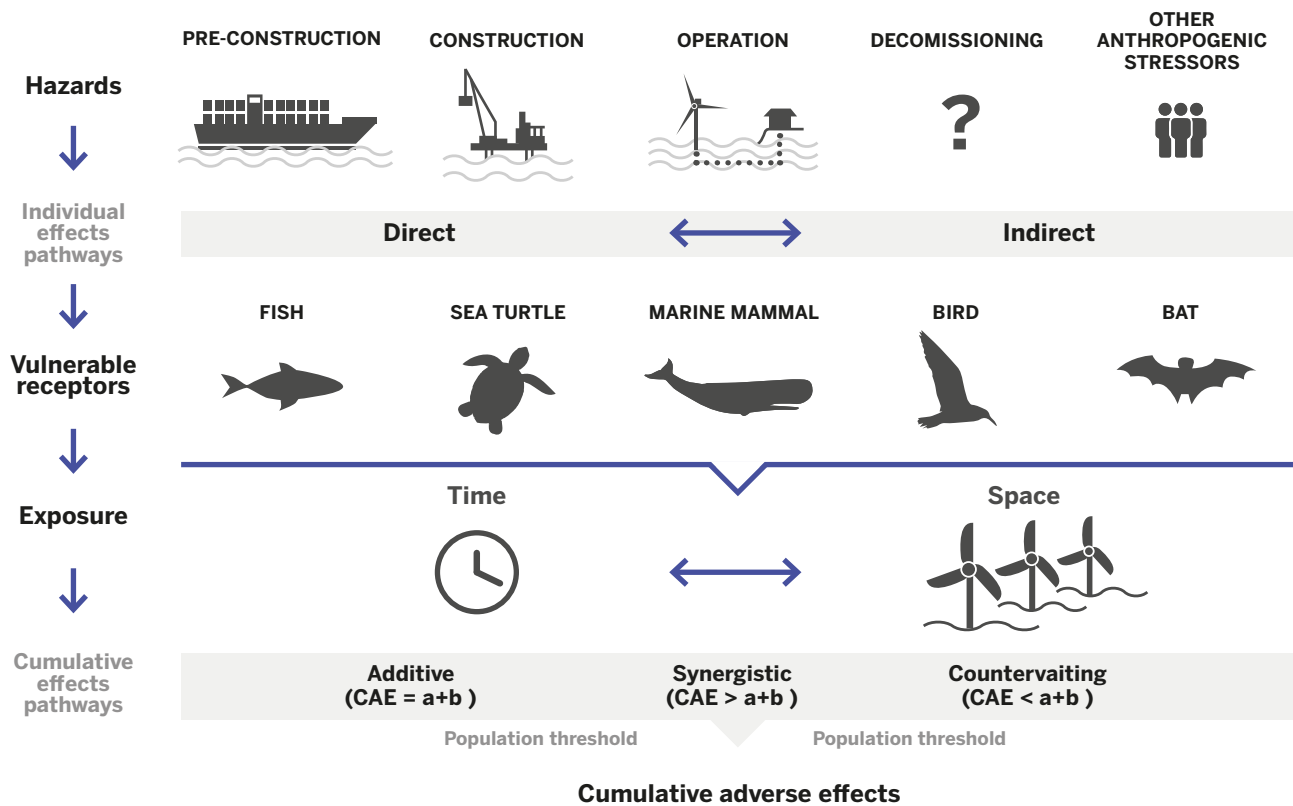 PRE-CONSTRUCTION
CONSTRUCTION
OPERATION
DECOMISSIONING
OTHER
ANTHROPOGENIC
STRESSORS
Hazards
?
Individual
effects
pathways
Direct
Indirect
FISH
SEA TURTLE
MARINE MAMMAL
BIRD
BAT
Vulnerable
receptors
Time
Space
Exposure
Cumulative
effects
pathways
Additive
(CAE = a+b )
Synergistic
(CAE > a+b )
Countervaiting
(CAE < a+b )
Population threshold
Population threshold
Cumulative adverse effects